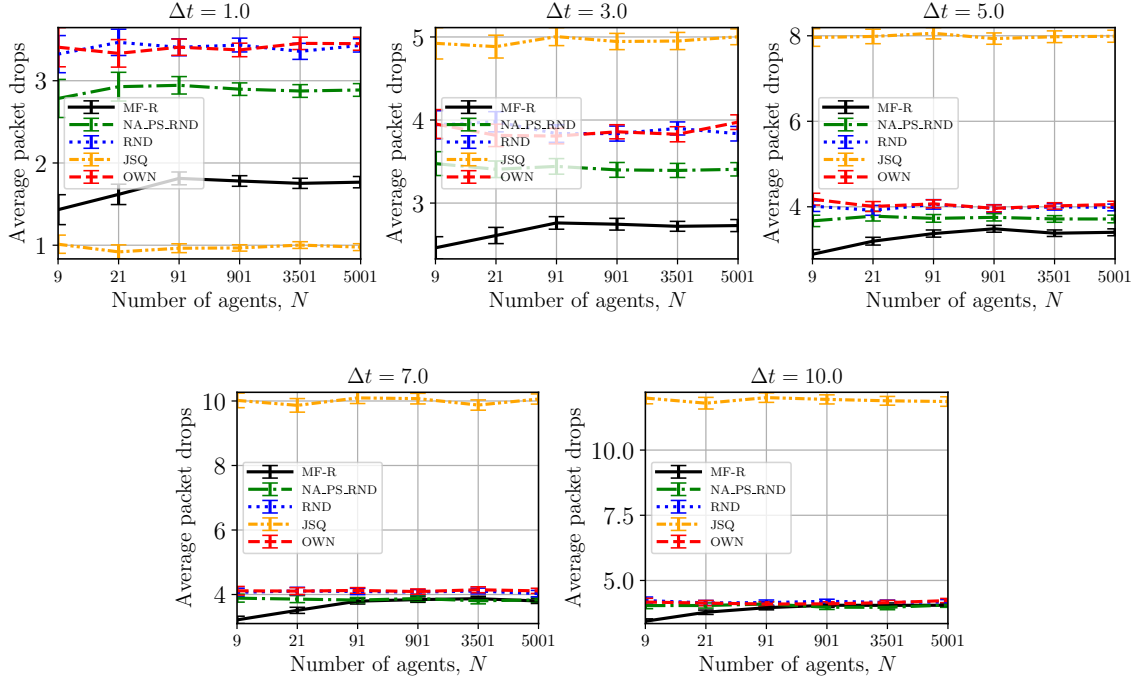 Δt = 1.0
Average packet drops
3
2
1
MF-R
NA_PS_RND
RND
JSQ
OWN
9 21 91 901 3501 5001
Number of agents, N
Δt = 3.0
Average packet drops
5
4
3
MF-R
NA_PS_RND
RND
JSQ
OWN
9 21 91 901 3501 5001
Number of agents, N
Δt = 5.0
Average packet drops
8
6
4
MF-R
NA_PS_RND
RND
JSQ
OWN
9 21 91 901 3501 5001
Number of agents, N
Δt = 7.0
Average packet drops
10
8
6
4
MF-R
NA_PS_RND
RND
JSQ
OWN
9 21 91 901 3501 5001
Number of agents, N
Δt = 10.0
Average packet drops
10.0
7.5
5.0
MF-R
NA_PS_RND
RND
JSQ
OWN
9 21 91 901 3501 5001
Number of agents, N